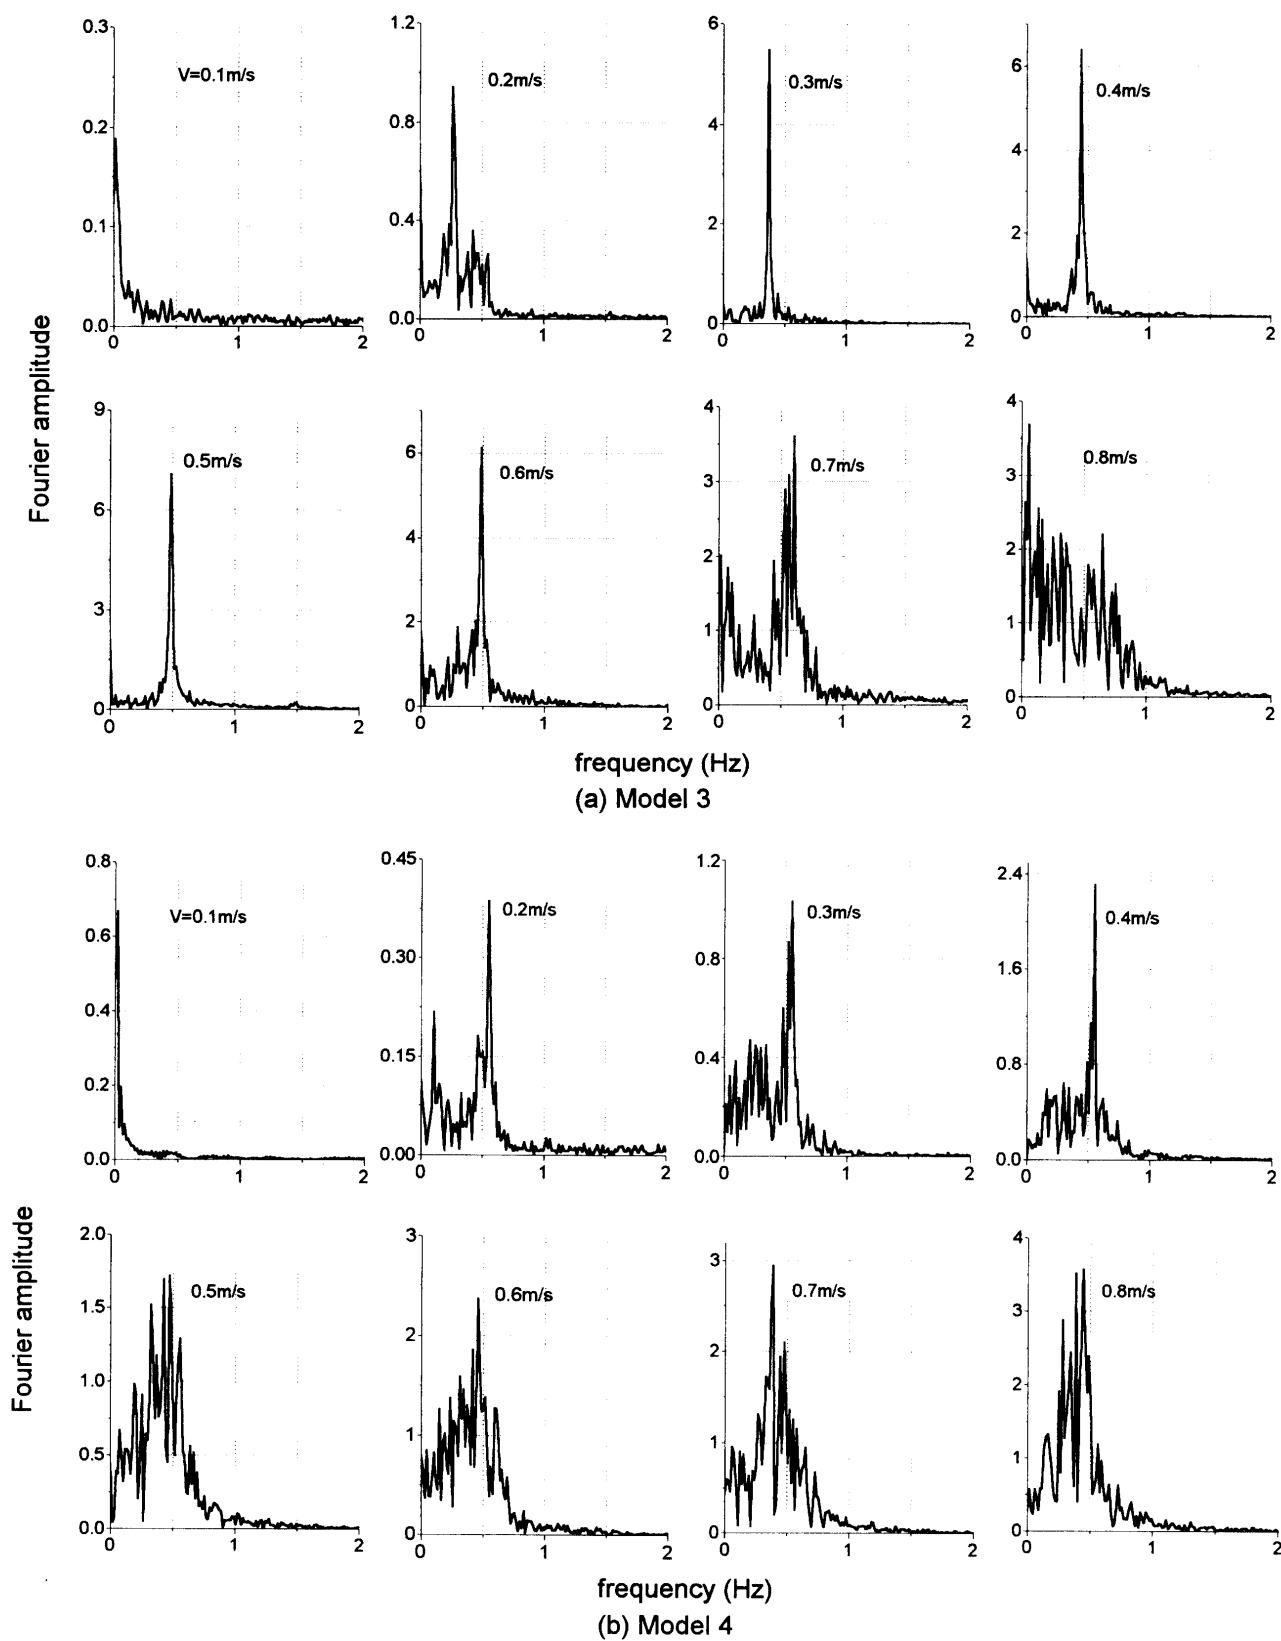 V=0.1m/s 0.2m/s 0.3m/s 0.4m/s
0.3 0.2 0.1 0.0 0 1 2
1.2 0.8 0.4 0.0 0 1 2
6 4 2 0 0 1 2
6 4 2 0 0 1 2
Fourier amplitude
0.5m/s 0.6m/s 0.7m/s 0.8m/s
9 6 3 0 0 1 2
6 4 2 0 0 1 2
4 3 2 1 0 0 1 2
4 3 2 1 0 0 1 2
frequency (Hz)
(a) Model 3
V=0.1m/s 0.2m/s 0.3m/s 0.4m/s
0.8 0.6 0.4 0.2 0.0 0 1 2
0.45 0.30 0.15 0.00 0 1 2
1.2 0.8 0.4 0.0 0 1 2
2.4 1.6 0.8 0.0 0 1 2
Fourier amplitude
0.5m/s 0.6m/s 0.7m/s 0.8m/s
2.0 1.5 1.0 0.5 0.0 0 1 2
3 2 1 0 0 1 2
3 2 1 0 0 1 2
4 3 2 1 0 0 1 2
frequency (Hz)
(b) Model 4